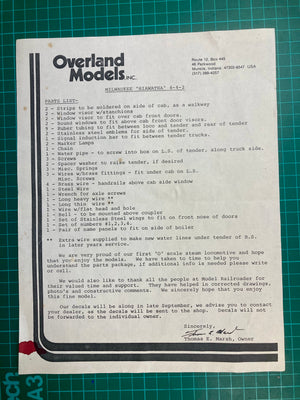 Overland
Models, INC.
Route 12, Box 445
Muncie, Indiana 47302-6547 USA
(317) 289-4257
MILWAUKEE "HIAWATHA" 4-4-2
PARTS LIST-
2 - Strips to be soldered on side of cab, as a walkway
2 - Window visor w/stanchions
2 - Window visor to fit over cab front doors.
2 - Round windows to fit above cab front door visors.
3 - Ruber tubing to fit between loco and tender and rear of tender
2 - Stainless steel emblems for side of tender.
1 - Signal induction bar to fit between tender trucks.
2 - Marker Lamps
1 - Chain
1 - Water pipe - to screw into box on L.S. of tender, along truck side.
2 - Screws
2 - Spacer washer to raise tender, if desired
3 - Misc. Springs
- Wires w/brass fittings - fit under cab on L.S.
Misc. Screws
4 - Brass wire - handrails above cab side window
1 - Steel Wire
1 - Wrench for axle screws
1 - Long heavy wire **
1 - Long thin wire **
1 - Wire w/flat head and hole
1 - Bell - to be mounted above coupler
1 - Set of Stainless Steel wings to fit on front nose of doors
1 - Set of numbers #1,2,3,4.
1 - Pair of name panels to fit on side of boiler
** Extra wire supplied to make new water lines under tender of R.S.
in later years service.
We are very proud of our first "O" scale steam locomotive and hope
that you enjoy the models. We have taken time to help you
understand the parts package, if additional info is needed please write
or call.
We would also like to thank all the people at Model Railroader for
their valued time and support. They have helped in corrected drawings,
photo's and constructive comments. We sincerely hope that you enjoy
this fine model.
Our decals will be along in late September, we advise you to contact
your dealer, as the decals will be sent to the shop. Decals will not
be forwarded to the individual owner.
Sincerely,
Thomas E. Marsh, Owner
A3